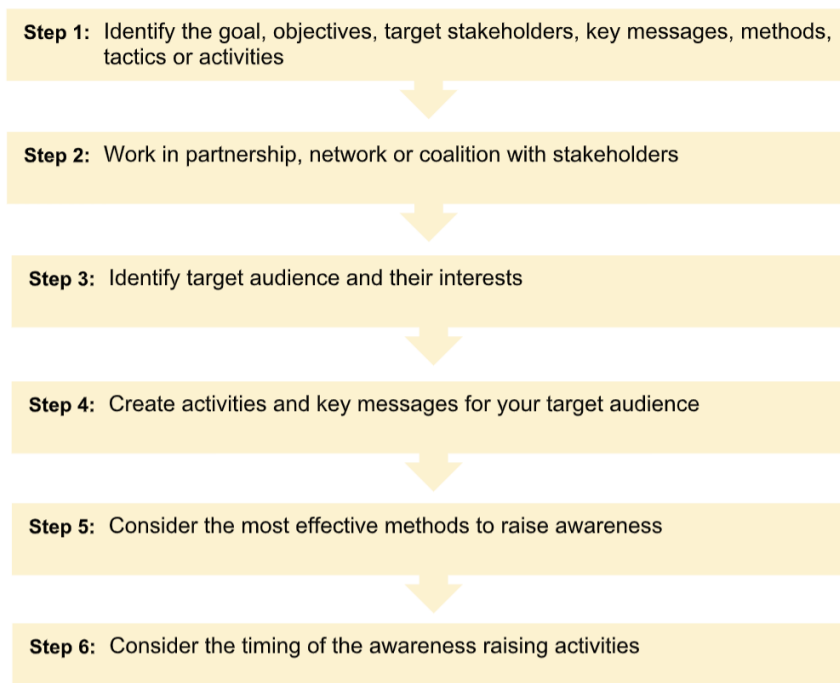 Step 1: Identify the goal, objectives, target stakeholders, key messages, methods,
tactics or activities
Step 2: Work in partnership, network or coalition with stakeholders
Step 3: Identify target audience and their interests
Step 4: Create activities and key messages for your target audience
Step 5: Consider the most effective methods to raise awareness
Step 6: Consider the timing of the awareness raising activities